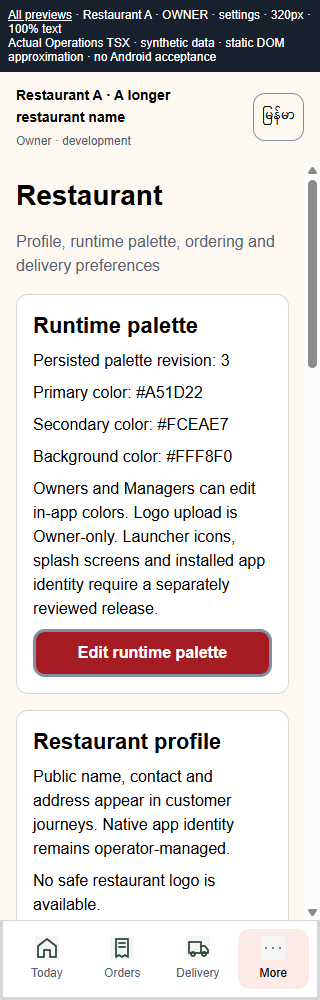 All previews · Restaurant A · OWNER · settings · 320px ·
100% text
Actual Operations TSX · synthetic data · static DOM
approximation · no Android acceptance
Restaurant A · A longer
restaurant name
မြန်မာ
Owner · development
Restaurant
Profile, runtime palette, ordering and
delivery preferences
Runtime palette
Persisted palette revision: 3
Primary color: #A51D22
Secondary color: #FCEAE7
Background color: #FFF8F0
Owners and Managers can edit
in-app colors. Logo upload is
Owner-only. Launcher icons,
splash screens and installed app
identity require a separately
reviewed release.
Edit runtime palette
Restaurant profile
Public name, contact and
address appear in customer
journeys. Native app identity
remains operator-managed.
No safe restaurant logo is
available.
Today Orders Delivery More